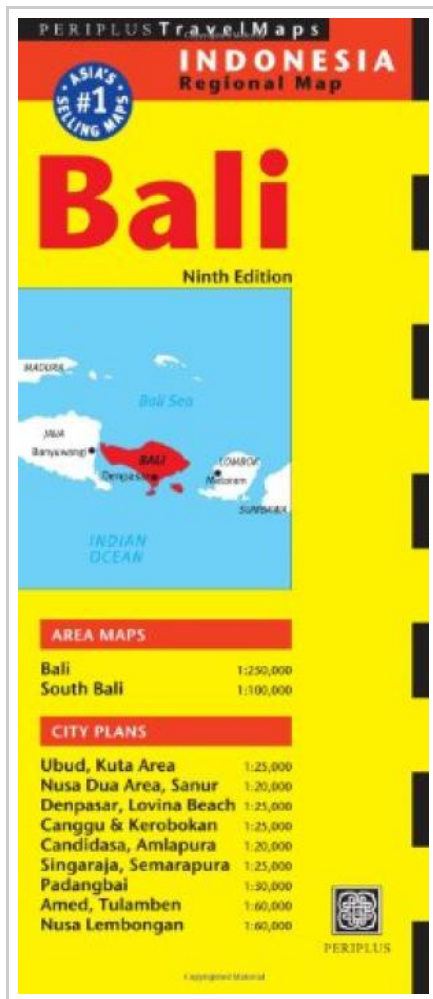 PERIPLUS TravelMaps
INDONESIA
Regional Map
ASIA'S
#1
SELLING MAPS
Bali
Ninth Edition
MADURA
Bali Sea
JAVA
Banyuwangi
BALI
LOMBOK
Denpasar
Mataram
SUMBAWA
INDIAN
OCEAN
AREA MAPS
Bali 1:250,000
South Bali 1:100,000
CITY PLANS
Ubud, Kuta Area 1:25,000
Nusa Dua Area, Sanur 1:20,000
Denpasar, Lovina Beach 1:25,000
Canggu & Kerobokan 1:25,000
Candidasa, Amlapura 1:20,000
Singaraja, Semarapura 1:25,000
Padangbai 1:30,000
Amed, Tulamben 1:60,000
Nusa Lembongan 1:60,000
PERIPLUS
Copyrighted Material